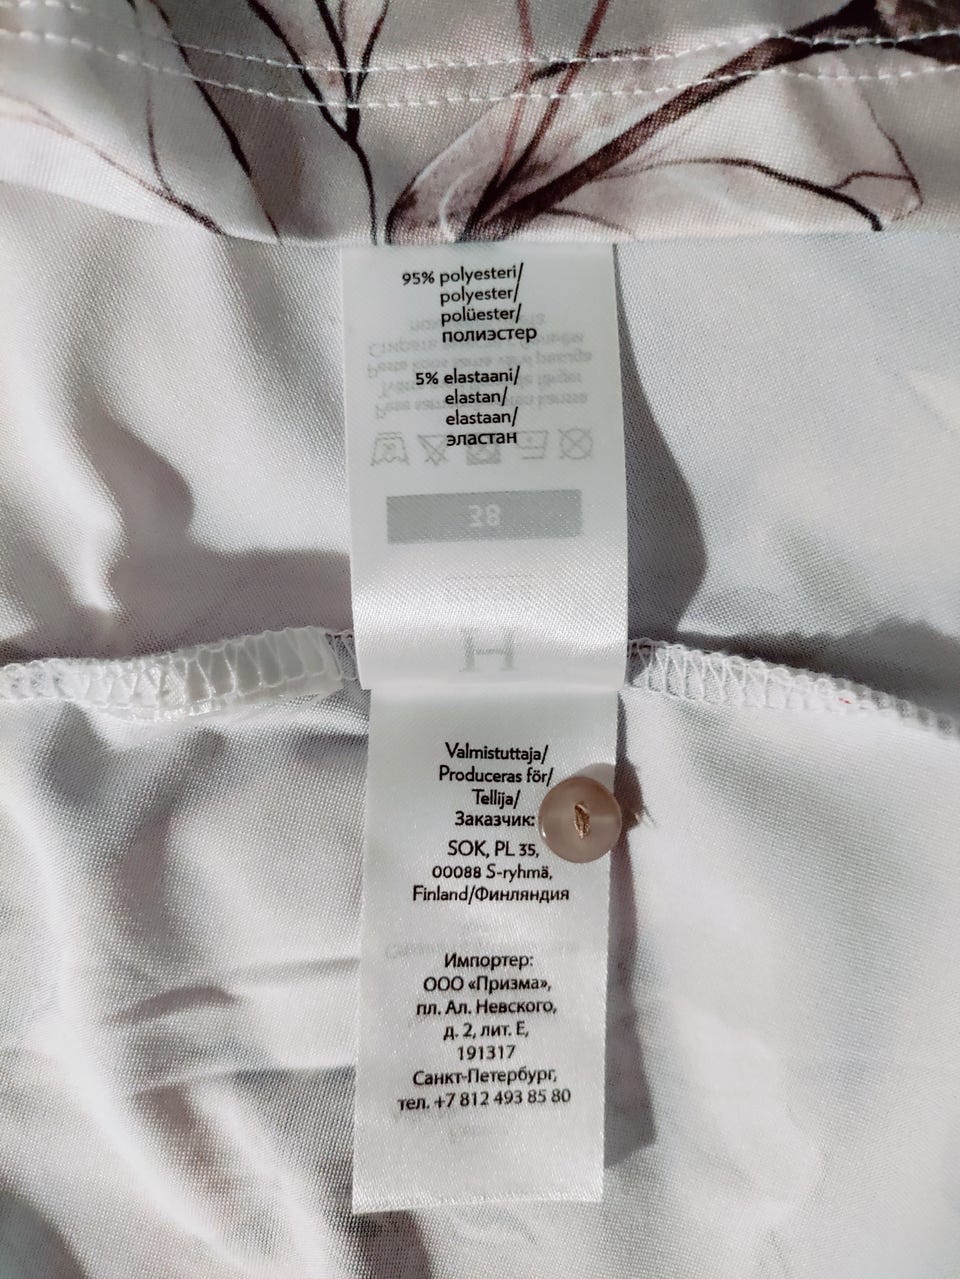 95% polyesteri/
polyester/
polüester/
полиэстер
5% elastaani/
elastan/
elastaan/
эластан
38
H
Valmistuttaja/
Produceras för/
Tellija/
Заказчик:
SOK, PL 35,
00088 S-ryhmä,
Finland/Финляндия
Импортер:
ООО «Призма»,
пл. Ал. Невского,
д. 2, лит. Е,
191317
Санкт-Петербург,
тел. +7 812 493 85 80